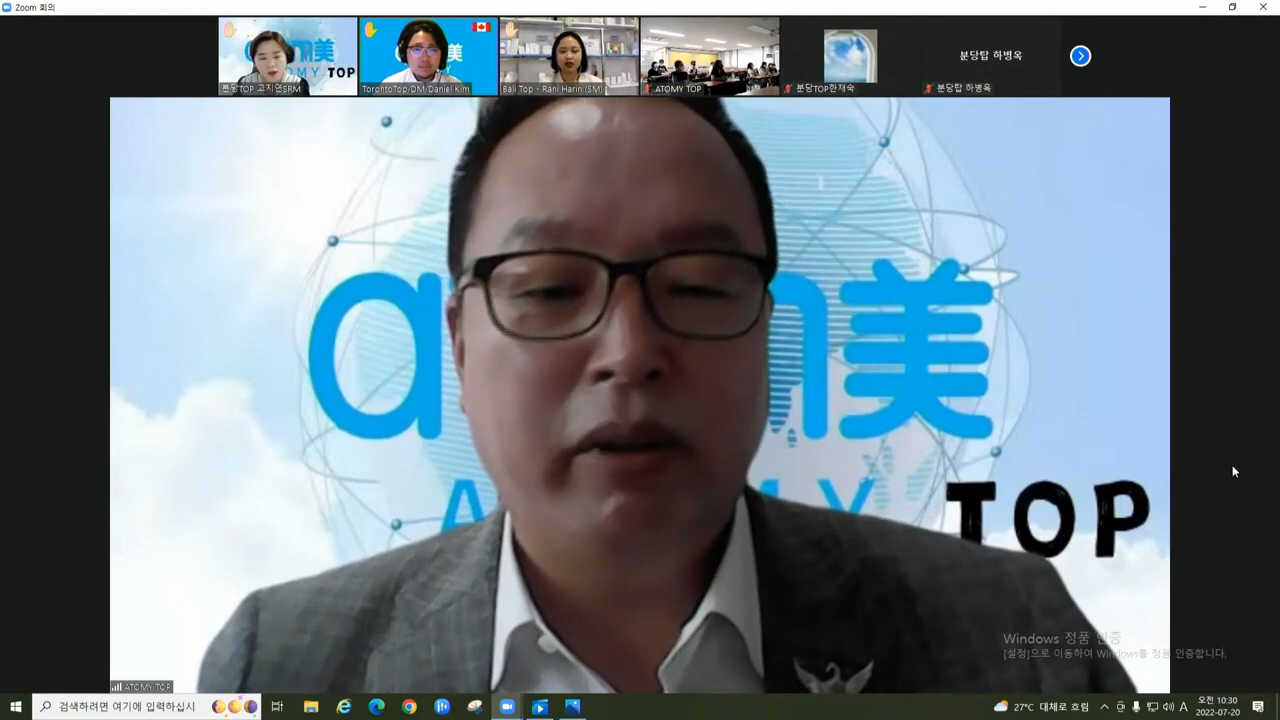 Zoom 회의
TOP
분당TOP 고지연SRM
TorontoTop/DM/Daniel Kim
Bali Top - Rani Harin (SM)
ATOMY TOP
분당TOP한재숙
분당탑 하병옥
분당탑 하병옥
美
TOP
Windows 정품 인증
[설정]으로 이동하여 Windows를 정품 인증합니다.
ATOMY TOP
검색하려면 여기에 입력하십시
27°C 대체로 흐림
A
오전 10:30
2022-07-20